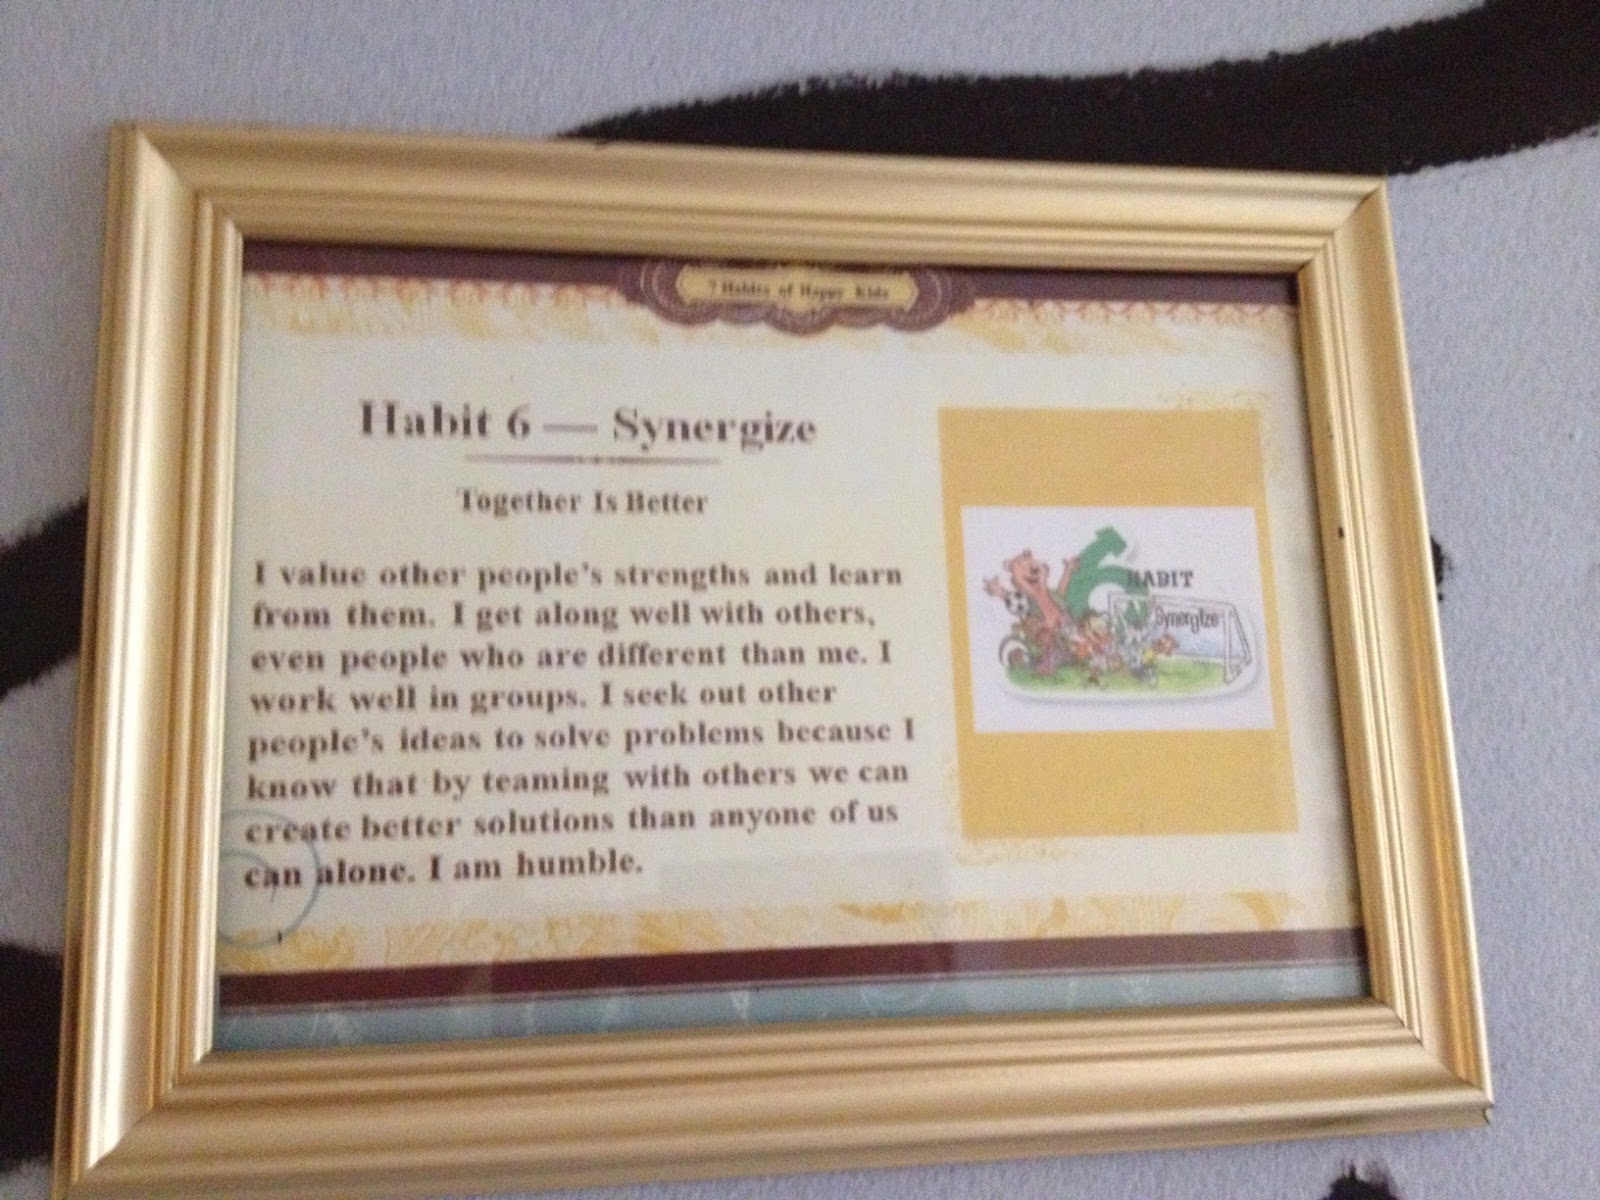 7 Habits of Happy Kids
Habit 6 — Synergize
Together Is Better
I value other people's strengths and learn
from them. I get along well with others,
even people who are different than me. I
work well in groups. I seek out other
people's ideas to solve problems because I
know that by teaming with others we can
create better solutions than anyone of us
can alone. I am humble.
6
HABIT
Synergize